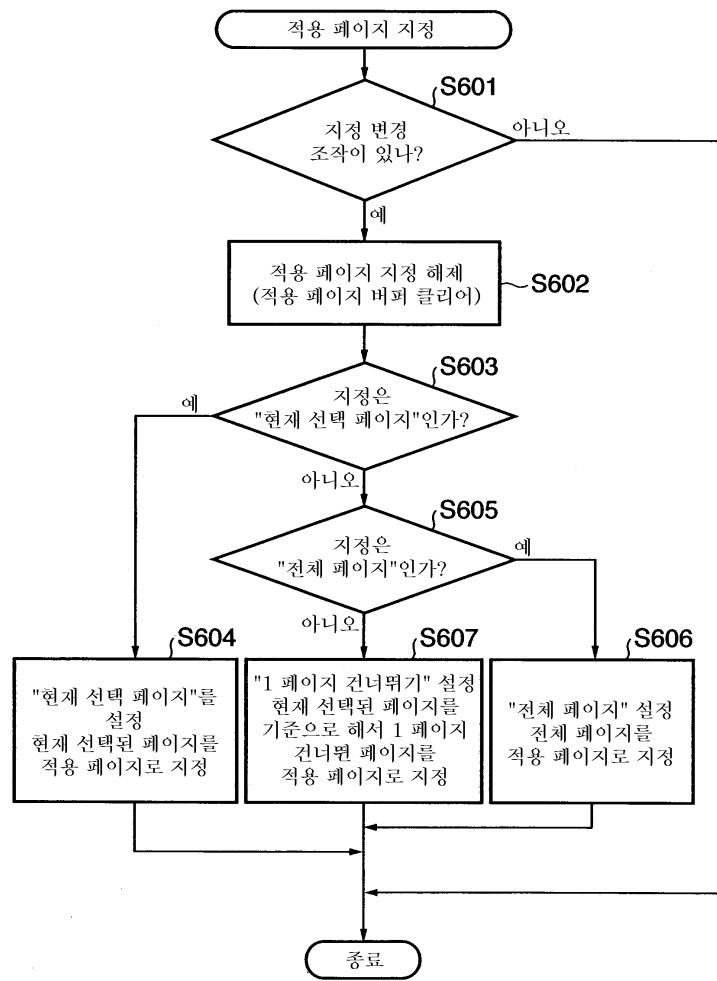 적용 페이지 지정
S601
지정 변경
조작이 있나?
아니오
예
적용 페이지 지정 해제
(적용 페이지 버퍼 클리어)
S602
S603
지정은
"현재 선택 페이지"인가?
예
아니오
S605
지정은
"전체 페이지"인가?
예
아니오
S604
"현재 선택 페이지"를
설정
현재 선택된 페이지를
적용 페이지로 지정
S607
"1 페이지 건너뛰기" 설정
현재 선택된 페이지를
기준으로 해서 1 페이지
건너뛴 페이지를
적용 페이지로 지정
S606
"전체 페이지" 설정
전체 페이지를
적용 페이지로 지정
종료